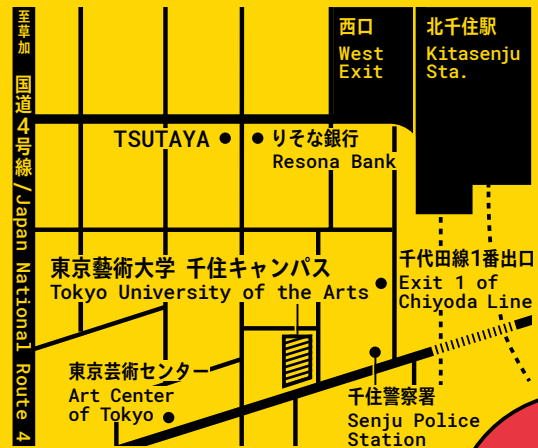 至草加 国道4号線/Japan National Route 4
西口
West
Exit
北千住駅
Kitasenju
Sta.
TSUTAYA
りそな銀行
Resona Bank
東京藝術大学 千住キャンパス
Tokyo University of the Arts
千代田線1番出口
Exit 1 of
Chiyoda Line
東京芸術センター
Art Center
of Tokyo
千住警察署
Senju Police
Station